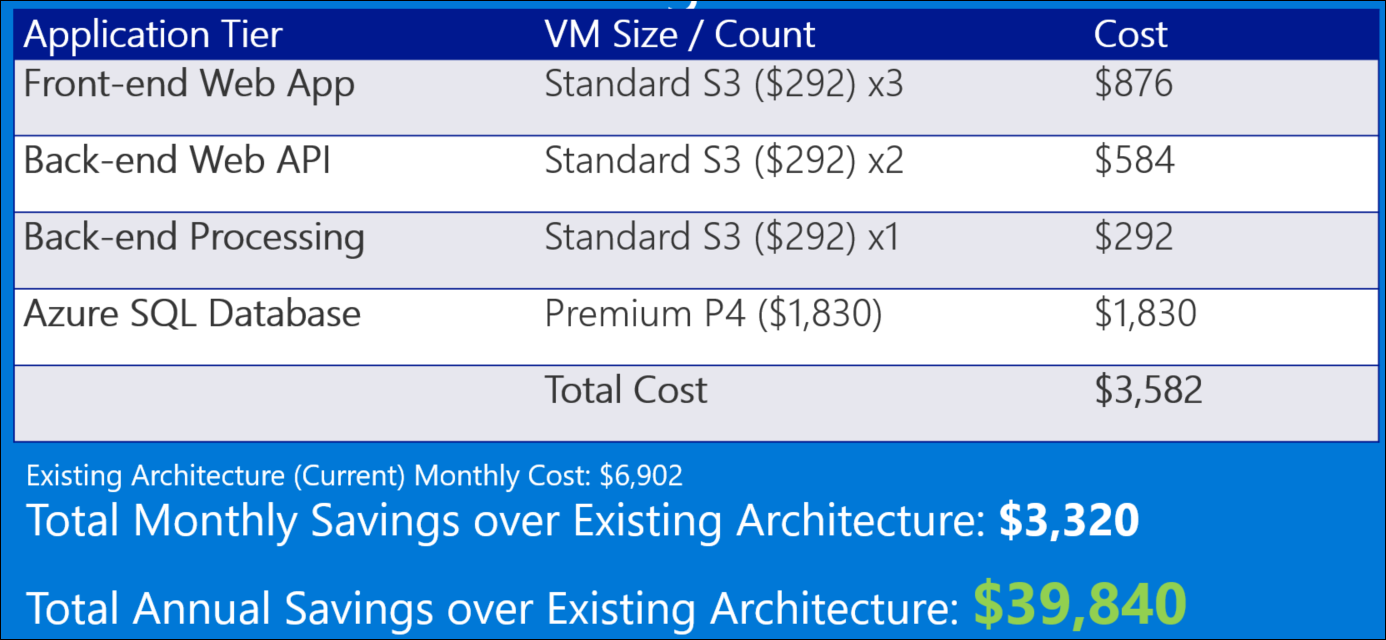 Application Tier VM Size / Count Cost
Front-end Web App Standard S3 ($292) x3 $876
Back-end Web API Standard S3 ($292) x2 $584
Back-end Processing Standard S3 ($292) x1 $292
Azure SQL Database Premium P4 ($1,830) $1,830
Total Cost $3,582
Existing Architecture (Current) Monthly Cost: $6,902
Total Monthly Savings over Existing Architecture: $3,320
Total Annual Savings over Existing Architecture: $39,840